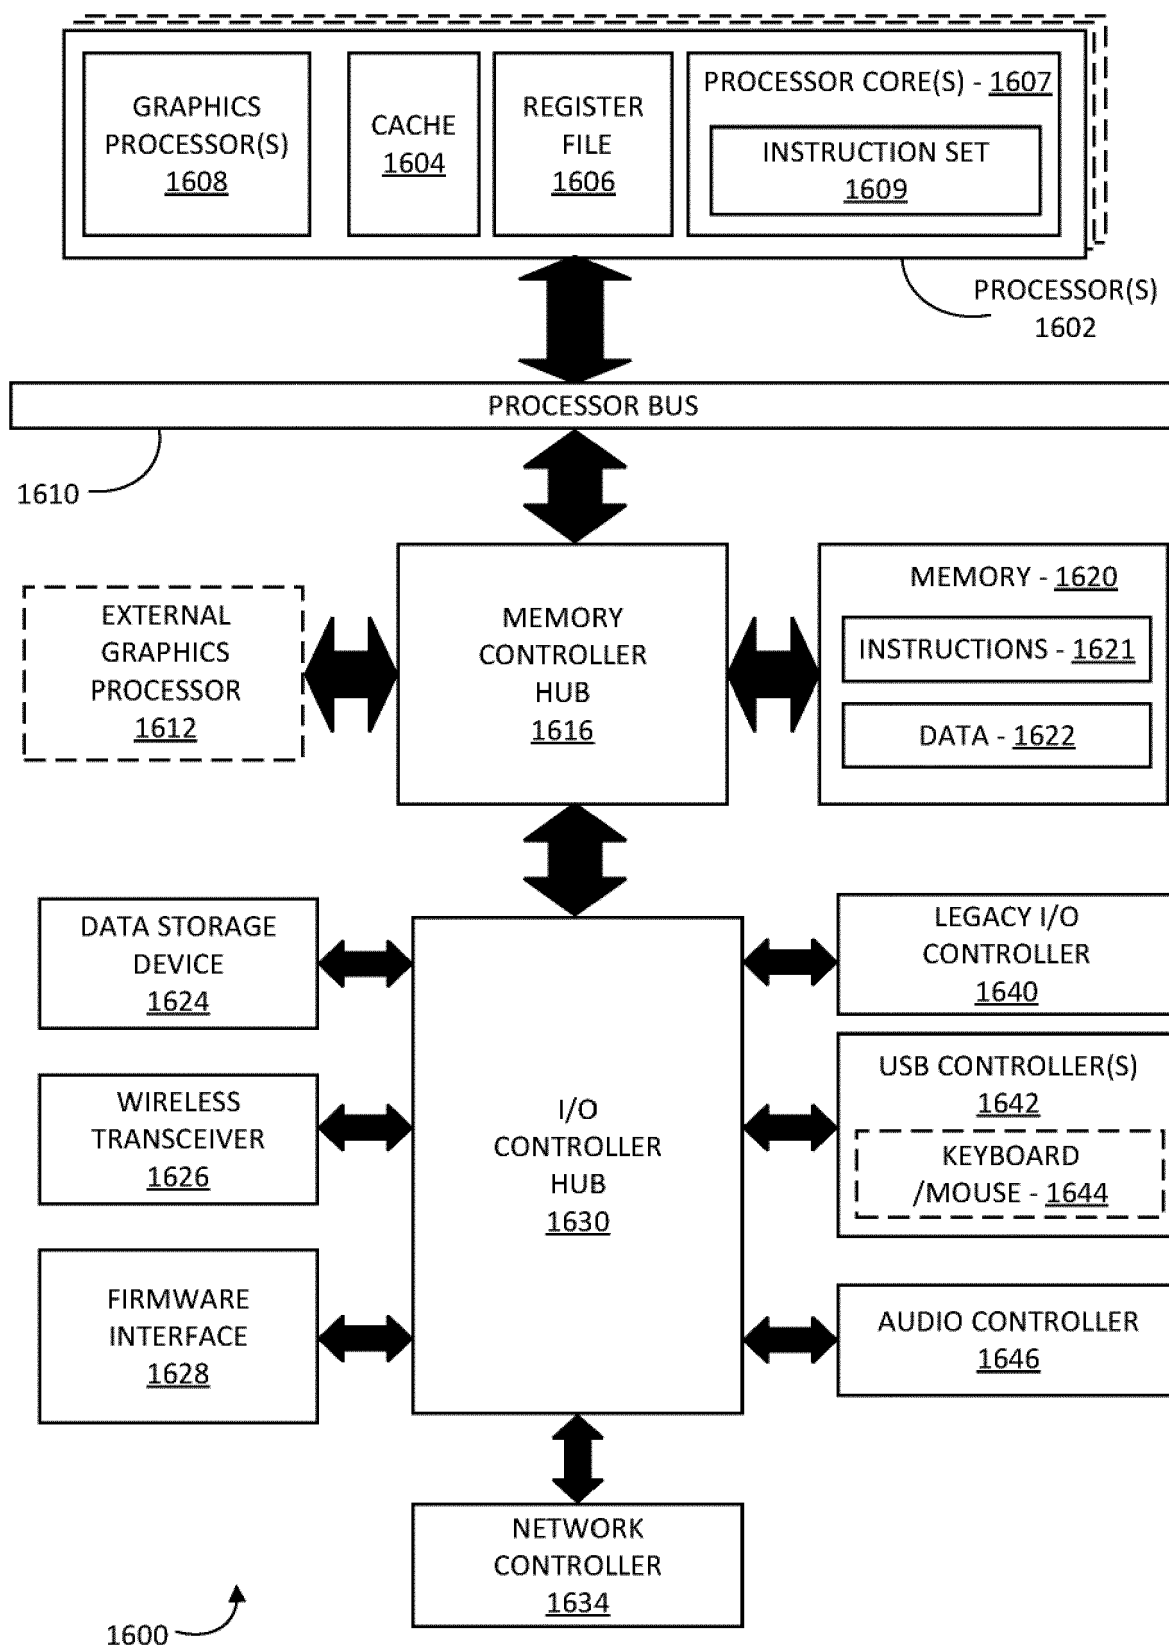 GRAPHICS
PROCESSOR(S)
1608
CACHE
1604
REGISTER
FILE
1606
PROCESSOR CORE(S) - 1607
INSTRUCTION SET
1609
PROCESSOR(S)
1602
PROCESSOR BUS
1610
EXTERNAL
GRAPHICS
PROCESSOR
1612
MEMORY
CONTROLLER
HUB
1616
MEMORY - 1620
INSTRUCTIONS - 1621
DATA - 1622
DATA STORAGE
DEVICE
1624
WIRELESS
TRANSCEIVER
1626
FIRMWARE
INTERFACE
1628
I/O
CONTROLLER
HUB
1630
LEGACY I/O
CONTROLLER
1640
USB CONTROLLER(S)
1642
KEYBOARD
/MOUSE - 1644
AUDIO CONTROLLER
1646
NETWORK
CONTROLLER
1634
1600